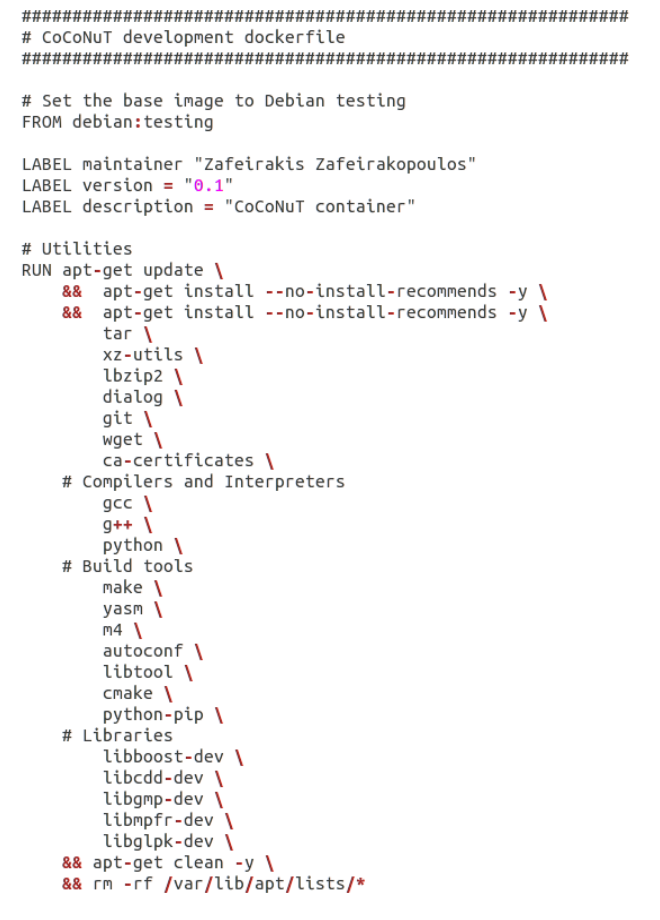 ############################################################
# CoCoNuT development dockerfile
############################################################

# Set the base image to Debian testing
FROM debian:testing

LABEL maintainer "Zafeirakis Zafeirakopoulos"
LABEL version = "0.1"
LABEL description = "CoCoNuT container"

# Utilities
RUN apt-get update \
    &&  apt-get install --no-install-recommends -y \
    &&  apt-get install --no-install-recommends -y \
        tar \
        xz-utils \
        lbzip2 \
        dialog \
        git \
        wget \
        ca-certificates \
    # Compilers and Interpreters
        gcc \
        g++ \
        python \
    # Build tools
        make \
        yasm \
        m4 \
        autoconf \
        libtool \
        cmake \
        python-pip \
    # Libraries
        libboost-dev \
        libcdd-dev \
        libgmp-dev \
        libmpfr-dev \
        libglpk-dev \
    && apt-get clean -y \
    && rm -rf /var/lib/apt/lists/*